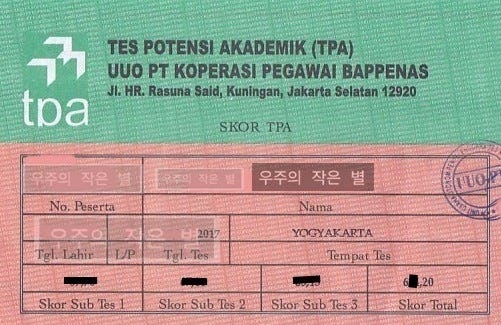 tpa
TES POTENSI AKADEMIK (TPA)
UUO PT KOPERASI PEGAWAI BAPPENAS
Jl. HR. Rasuna Said, Kuningan, Jakarta Selatan 12920
SKOR TPA
우주의 작은 별 우주의 작은 별 우주의 작은 별
No. Peserta Nama
우주의 작은 별 2017 YOGYAKARTA
Tgl. Lahir L/P Tgl. Tes Tempat Tes
,20
Skor Sub Tes 1 Skor Sub Tes 2 Skor Sub Tes 3 Skor Total